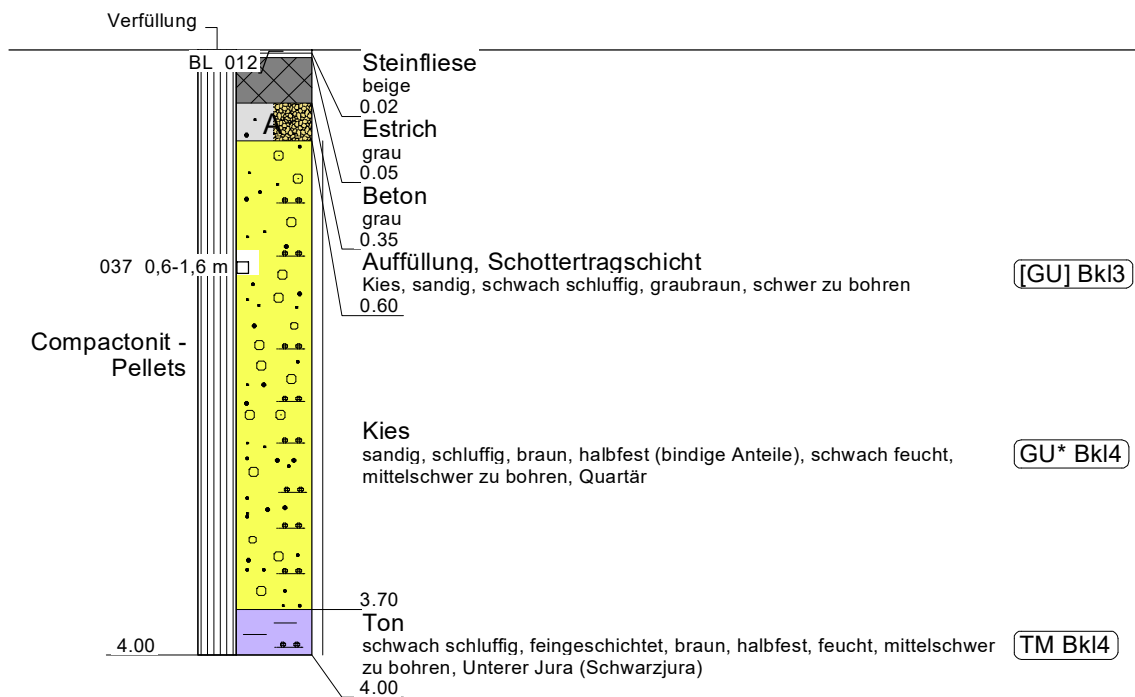 Verfüllung
BL 012
Steinfliese
beige
0.02
Estrich
grau
0.05
Beton
grau
0.35
A
Auffüllung, Schottertragschicht
Kies, sandig, schwach schluffig, graubraun, schwer zu bohren
0.60
[GU] Bkl3
037 0,6-1,6 m
Compactonit -
Pellets
Kies
sandig, schluffig, braun, halbfest (bindige Anteile), schwach feucht,
mittelschwer zu bohren, Quartär
GU* Bkl4
3.70
Ton
schwach schluffig, feingeschichtet, braun, halbfest, feucht, mittelschwer
zu bohren, Unterer Jura (Schwarzjura)
4.00
TM Bkl4
4.00